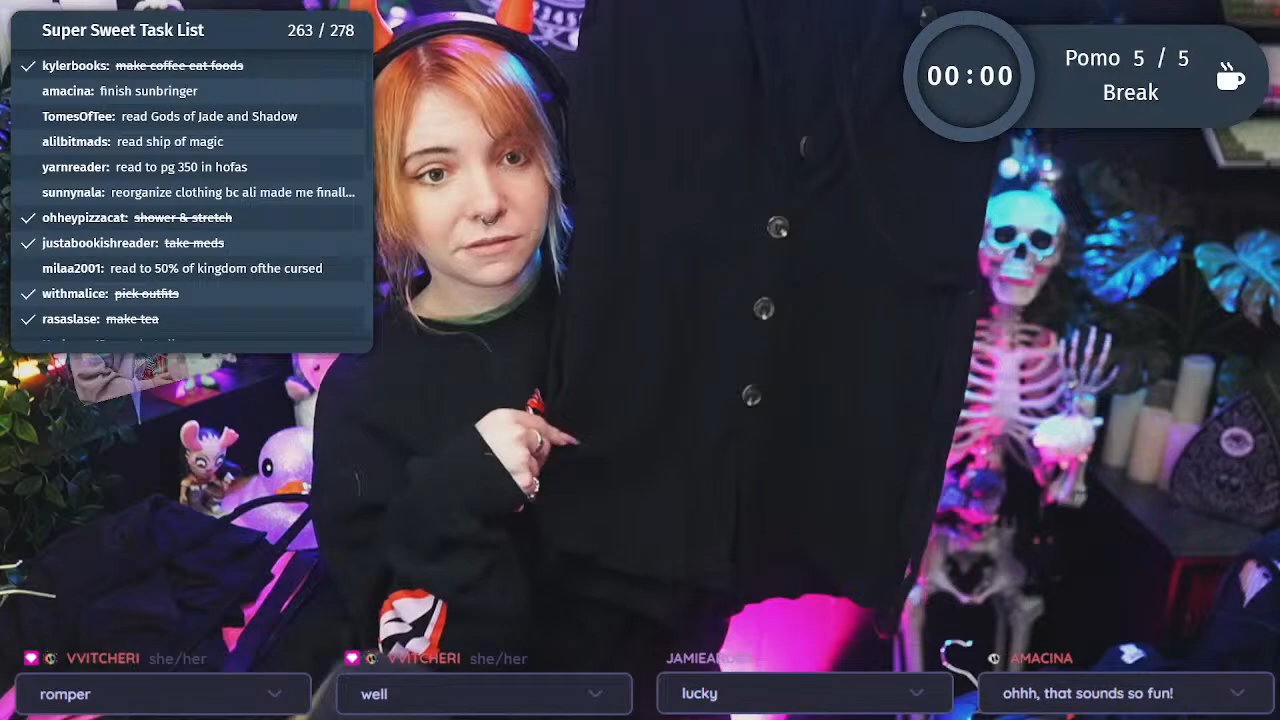 Super Sweet Task List 263 / 278
kylerbooks: make coffee eat foods
amacina: finish sunbringer
TomesOfTee: read Gods of Jade and Shadow
alilbitmads: read ship of magic
yarnreader: read to pg 350 in hofas
sunnynala: reorganize clothing bc ali made me finall...
ohheypizzacat: shower & stretch
justabookishreader: take meds
milaa2001: read to 50% of kingdom ofthe cursed
withmalice: pick outfits
rasaslase: make tea
00:00
Pomo 5 / 5
Break
VVITCHERI she/her
romper
VVITCHERI she/her
well
lucky
AMACINA
ohhh, that sounds so fun!